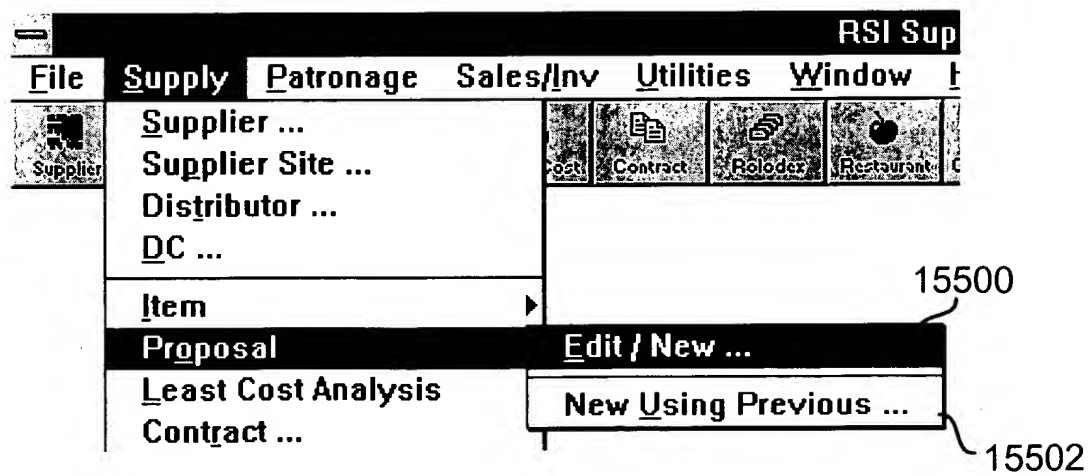 RSI Sup
File Supply Patronage Sales/Inv Utilities Window
Supplier Cost Contract Rolodex Restaurant
Supplier ...
Supplier Site ...
Distributor ...
DC ...
Item
Proposal
Least Cost Analysis
Contract ...
15500
Edit / New ...
New Using Previous ...
15502